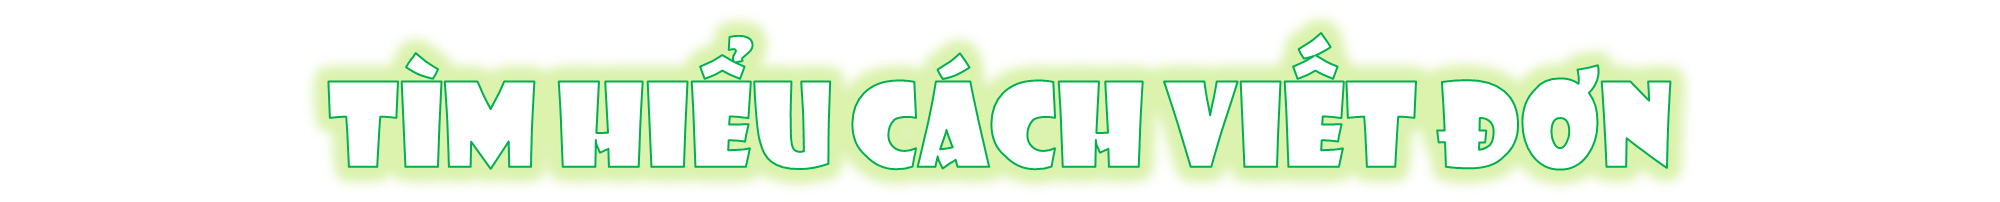 TÌM HIỂU CÁCH VIẾT ĐƠN